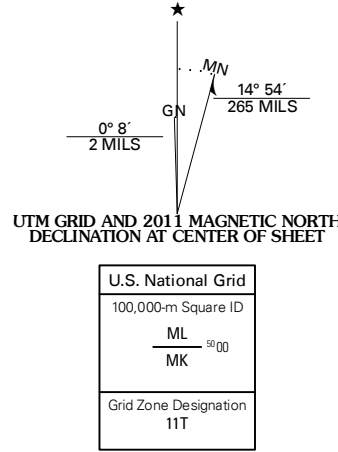 ★
MN
GN
14° 54´
265 MILS
0° 8´
2 MILS
UTM GRID AND 2011 MAGNETIC NORTH
DECLINATION AT CENTER OF SHEET
U.S. National Grid
100,000-m Square ID
ML
5000
MK
Grid Zone Designation
11T